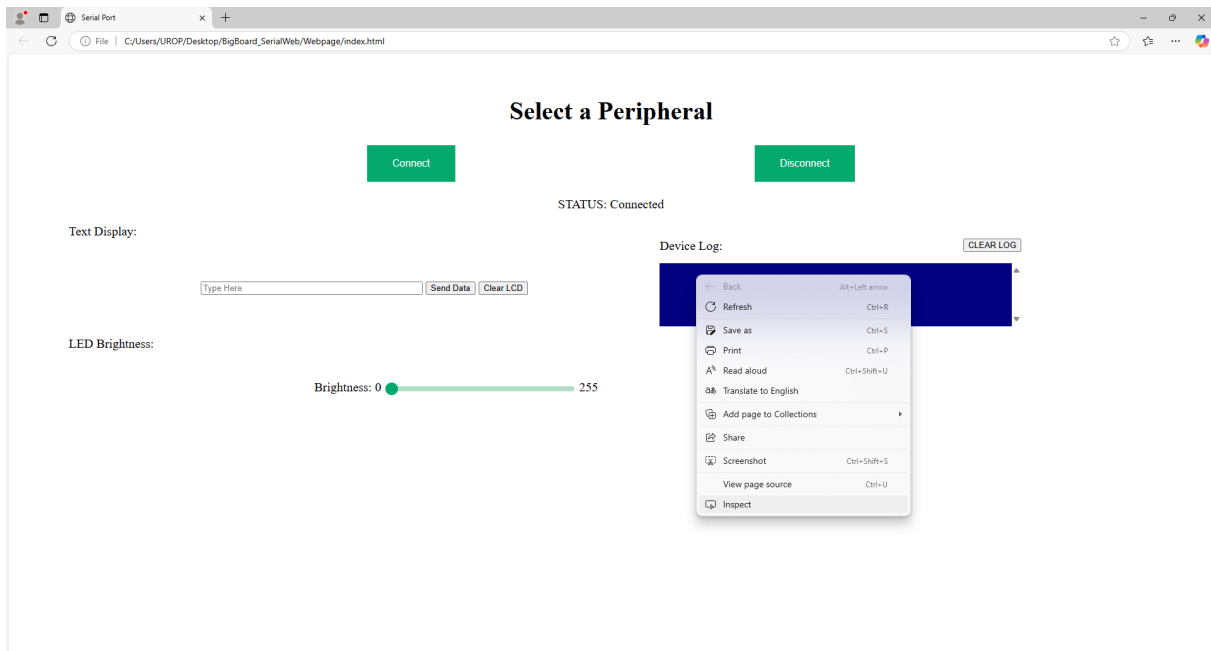 Serial Port
File | C:/Users/UROP/Desktop/BigBoard_SerialWeb/Webpage/index.html
Select a Peripheral
Connect
Disconnect
STATUS: Connected
Text Display:
Type Here
Send Data
Clear LCD
LED Brightness:
Brightness: 0
255
Device Log:
CLEAR LOG
Back Alt+Left arrow
Refresh Ctrl+R
Save as Ctrl+S
Print Ctrl+P
Read aloud Ctrl+Shift+U
Translate to English
Add page to Collections
Share
Screenshot Ctrl+Shift+S
View page source Ctrl+U
Inspect